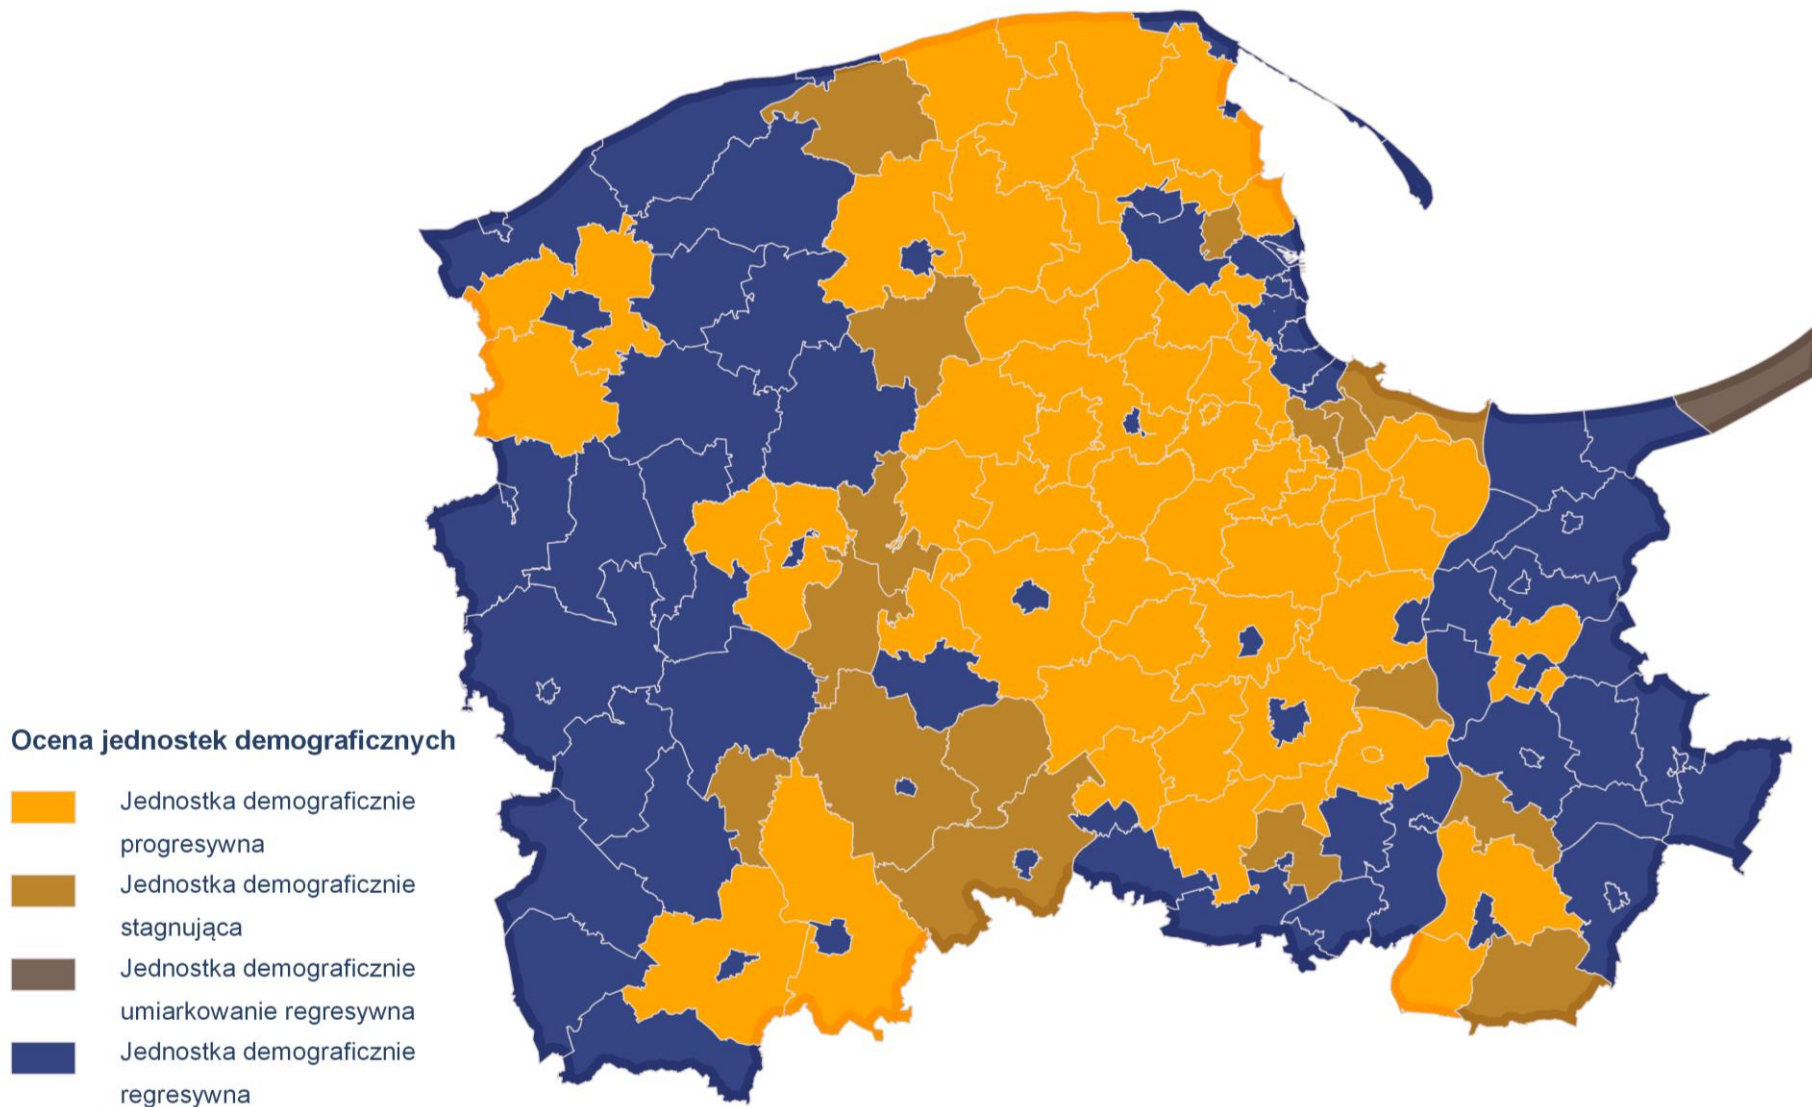 Ocena jednostek demograficznych
Jednostka demograficznie
progresywna
Jednostka demograficznie
stagnująca
Jednostka demograficznie
umiarkowanie regresywna
Jednostka demograficznie
regresywna